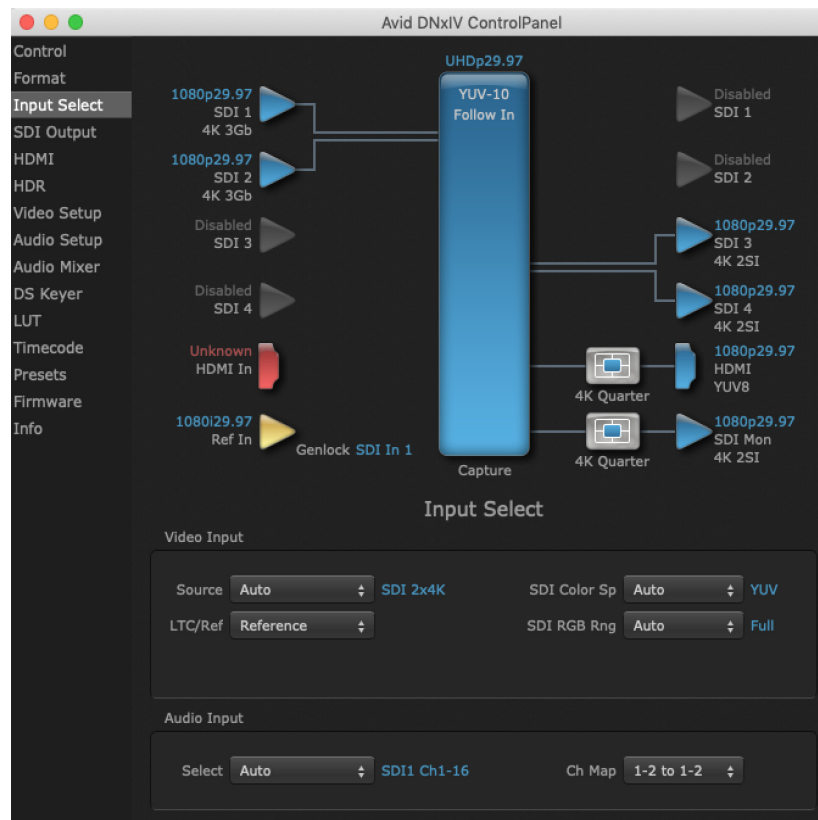 Avid DNxIV ControlPanel
Control
Format
Input Select
SDI Output
HDMI
HDR
Video Setup
Audio Setup
Audio Mixer
DS Keyer
LUT
Timecode
Presets
Firmware
Info
1080p29.97
SDI 1
4K 3Gb
1080p29.97
SDI 2
4K 3Gb
Disabled
SDI 3
Disabled
SDI 4
Unknown
HDMI In
1080i29.97
Ref In
Genlock SDI In 1
UHDp29.97
YUV-10
Follow In
Capture
Disabled
SDI 1
Disabled
SDI 2
1080p29.97
SDI 3
4K 2SI
1080p29.97
SDI 4
4K 2SI
4K Quarter
1080p29.97
HDMI
YUV8
4K Quarter
1080p29.97
SDI Mon
4K 2SI
Input Select
Video Input
Source Auto SDI 2x4K SDI Color Sp Auto YUV
LTC/Ref Reference SDI RGB Rng Auto Full
Audio Input
Select Auto SDI1 Ch1-16 Ch Map 1-2 to 1-2